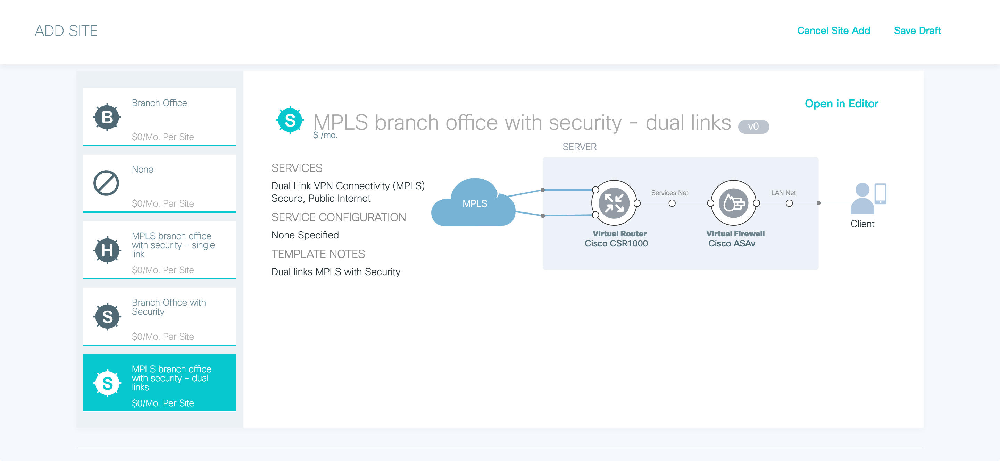 ADD SITE
Cancel Site Add
Save Draft
B
Branch Office
$0/Mo. Per Site
None
$0/Mo. Per Site
H
MPLS branch office
with security - single
link
$0/Mo. Per Site
S
Branch Office with
Security
$0/Mo. Per Site
S
MPLS branch office
with security - dual
links
$0/Mo. Per Site
Open in Editor
S
MPLS branch office with security - dual links
v0
$ /mo.
SERVICES
Dual Link VPN Connectivity (MPLS)
Secure, Public Internet
SERVICE CONFIGURATION
None Specified
TEMPLATE NOTES
Dual links MPLS with Security
SERVER
MPLS
Services Net
LAN Net
Virtual Router
Cisco CSR1000
Virtual Firewall
Cisco ASAv
Client